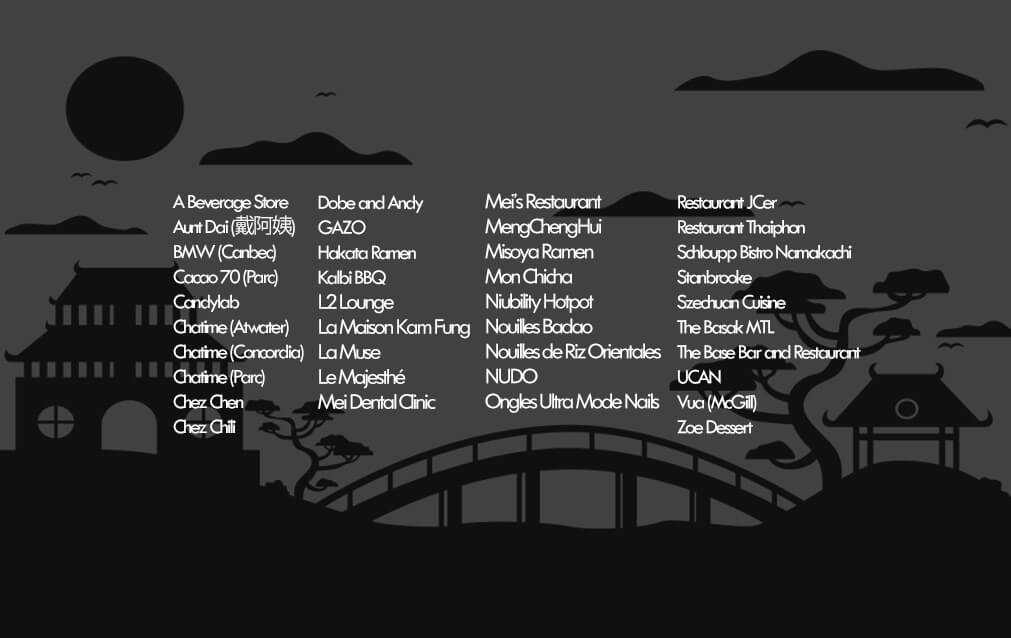 A Beverage Store
Aunt Dai (戴阿姨)
BMW (Canbec)
Cacao 70 (Parc)
Candylab
Chatime (Atwater)
Chatime (Concordia)
Chatime (Parc)
Chez Chen
Chez Chili
Dobe and Andy
GAZO
Hakata Ramen
Kalbi BBQ
L2 Lounge
La Maison Kam Fung
La Muse
Le Majesthé
Mei Dental Clinic
Mei's Restaurant
MengChengHui
Misoya Ramen
Mon Chicha
Niubility Hotpot
Nouilles Badao
Nouilles de Riz Orientales
NUDO
Ongles Ultra Mode Nails
Restaurant JCer
Restaurant Thaiphon
Schloupp Bistro Namakachi
Stanbrooke
Szechuan Cuisine
The Basak MTL
The Base Bar and Restaurant
UCAN
Vua (McGill)
Zoe Dessert